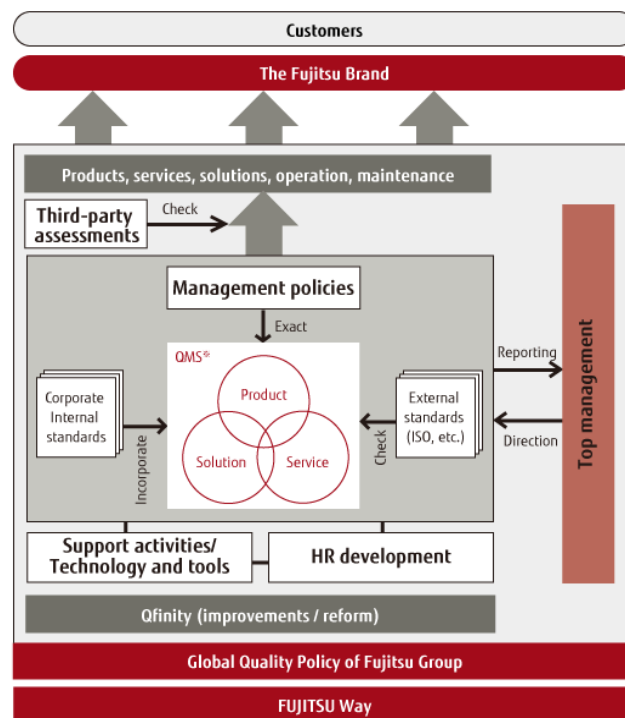 Customers
The Fujitsu Brand
Products, services, solutions, operation, maintenance
Third-party
assessments
Check
Management policies
Exact
QMS*
Product
Solution
Service
Corporate
Internal
standards
Incorporate
External
standards
(ISO, etc.)
Check
Reporting
Direction
Top management
Support activities/
Technology and tools
HR development
Qfinity (improvements / reform)
Global Quality Policy of Fujitsu Group
FUJITSU Way